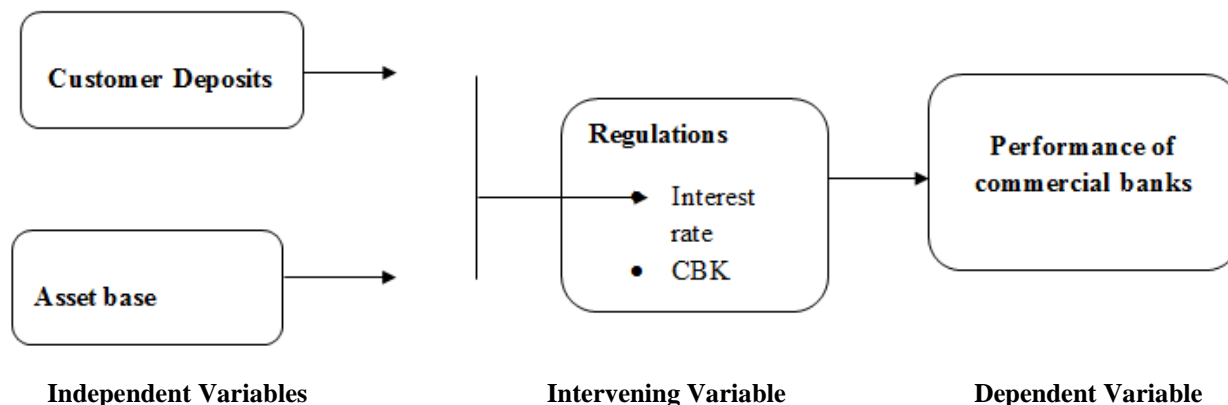 Customer Deposits
Asset base
Regulations
• Interest
rate
• CBK
Performance of
commercial banks
Independent Variables
Intervening Variable
Dependent Variable